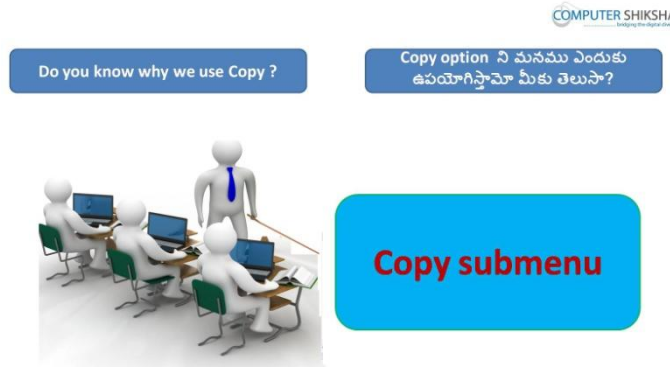 COMPUTER SHIKSHA
Bridging the digital divide
Do you know why we use Copy ?
Copy option ని మనము ఎందుకు
ఉపయోగిస్తామో మీకు తెలుసా?
Copy submenu